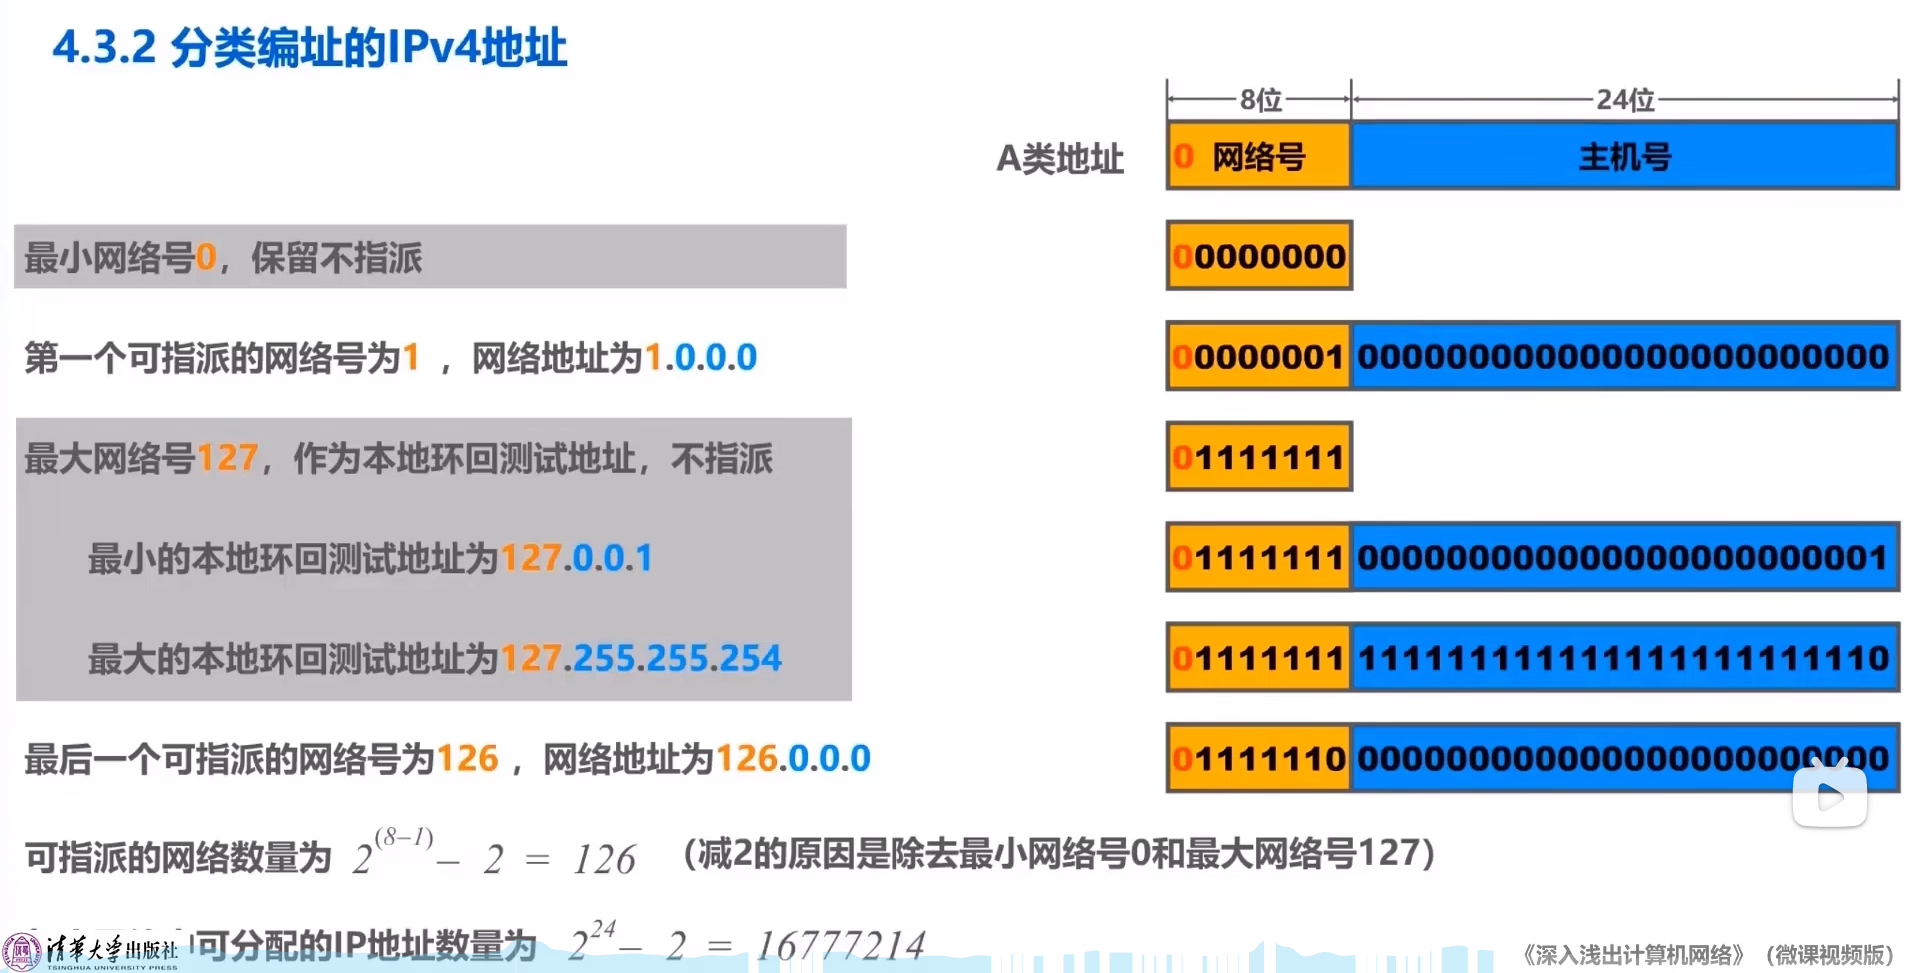 4.3.2 分类编址的IPv4地址
8位 24位
A类地址 0 网络号 主机号
最小网络号0，保留不指派 00000000
第一个可指派的网络号为1 ，网络地址为1.0.0.0 00000001 000000000000000000000000
最大网络号127，作为本地环回测试地址，不指派 01111111
最小的本地环回测试地址为127.0.0.1 01111111 000000000000000000000001
最大的本地环回测试地址为127.255.255.254 01111111 111111111111111111111110
最后一个可指派的网络号为126 ，网络地址为126.0.0.0 01111110 000000000000000000000000
可指派的网络数量为 2^(8–1) – 2 = 126 （减2的原因是除去最小网络号0和最大网络号127）
可分配的IP地址数量为 2^24 – 2 = 16777214
清华大学出版社
TSINGHUA UNIVERSITY PRESS
《深入浅出计算机网络》（微课视频版）